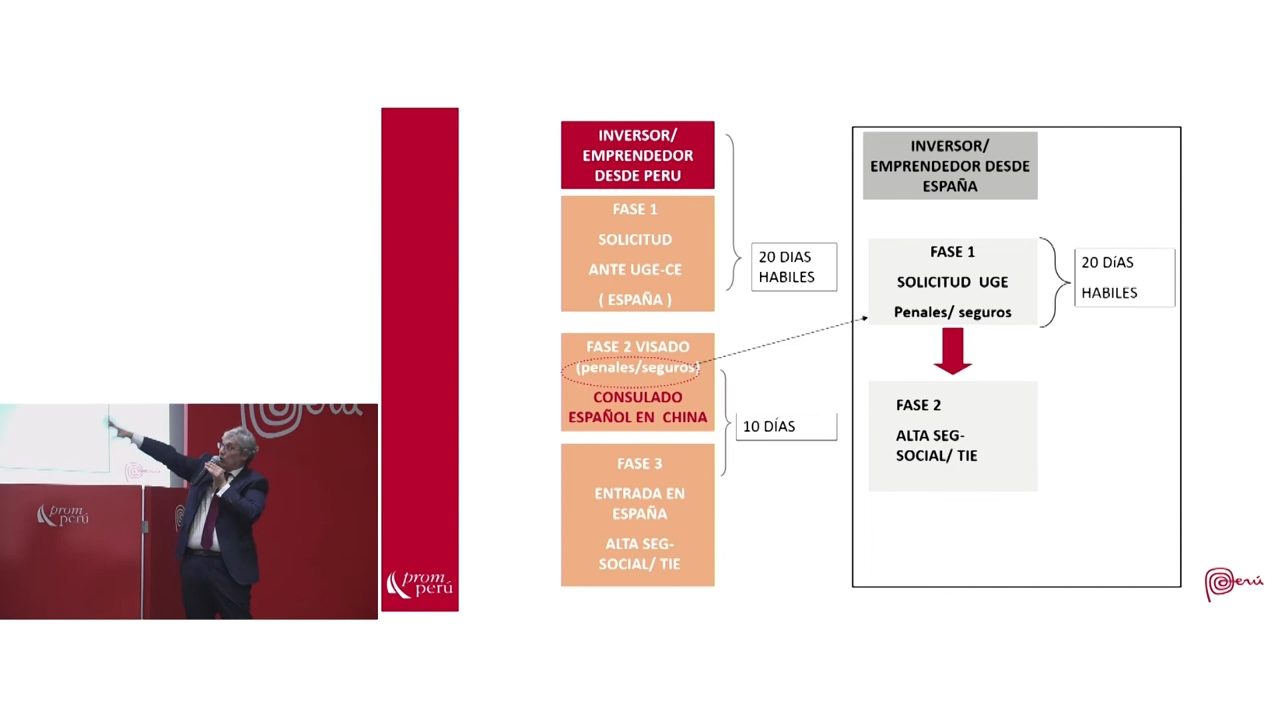 INVERSOR/
EMPRENDEDOR
DESDE PERU
FASE 1
SOLICITUD
ANTE UGE-CE
( ESPAÑA )
20 DIAS
HABILES
FASE 2 VISADO
(penales/seguros)
CONSULADO
ESPAÑOL EN CHINA
10 DÍAS
FASE 3
ENTRADA EN
ESPAÑA
ALTA SEG-
SOCIAL/ TIE
INVERSOR/
EMPRENDEDOR DESDE
ESPAÑA
FASE 1
SOLICITUD UGE
Penales/ seguros
20 DíAS
HABILES
FASE 2
ALTA SEG-
SOCIAL/ TIE
prom
perú
prom
perú
Perú